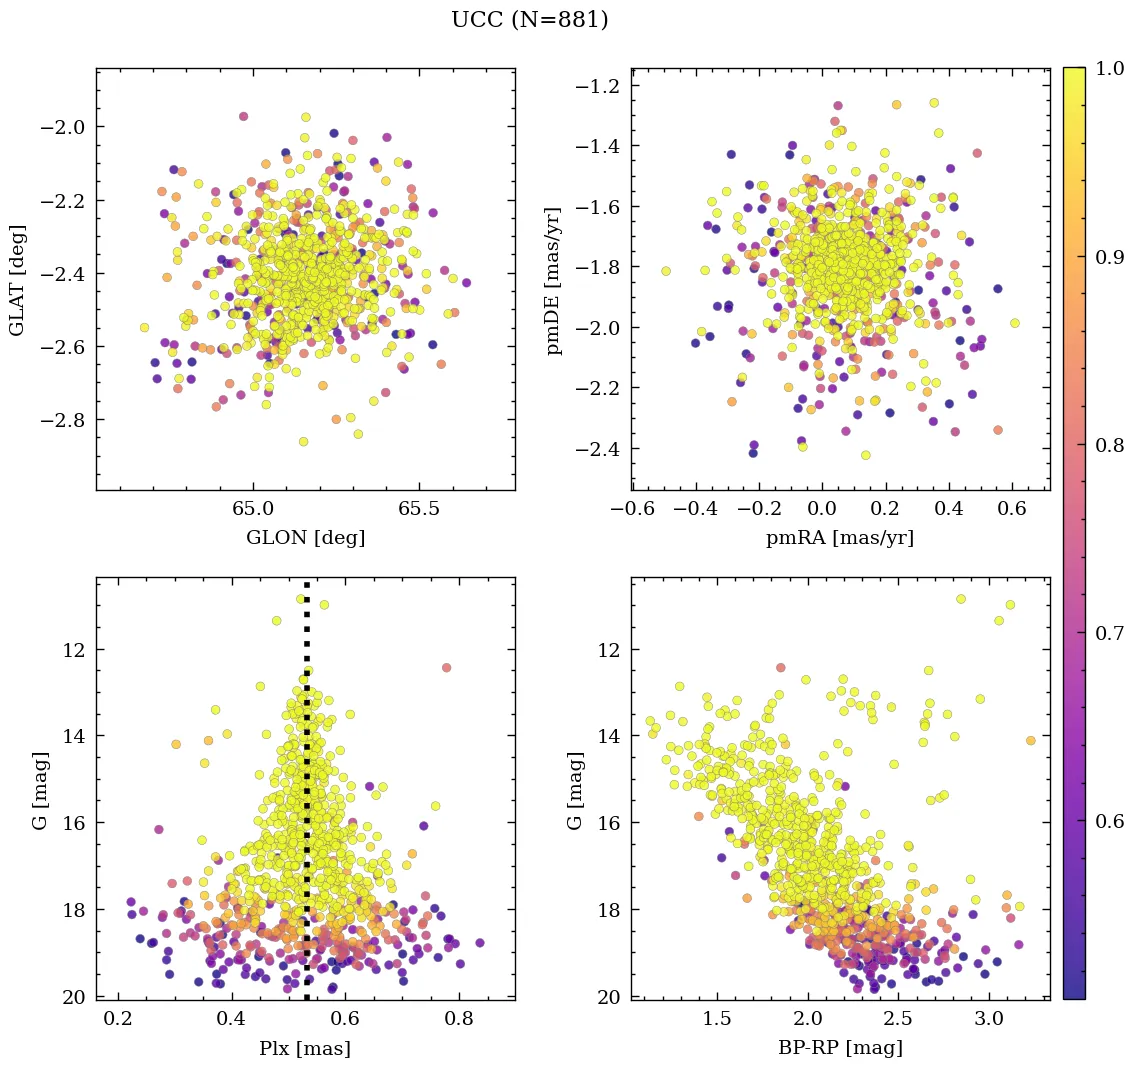 UCC (N=881)
GLAT [deg]
−2.0
−2.2
−2.4
−2.6
−2.8
65.0 65.5
GLON [deg]
pmDE [mas/yr]
−1.2
−1.4
−1.6
−1.8
−2.0
−2.2
−2.4
−0.6 −0.4 −0.2 0.0 0.2 0.4 0.6
pmRA [mas/yr]
1.0
0.9
0.8
0.7
0.6
G [mag]
12
14
16
18
20
0.2 0.4 0.6 0.8
Plx [mas]
G [mag]
12
14
16
18
20
1.5 2.0 2.5 3.0
BP-RP [mag]